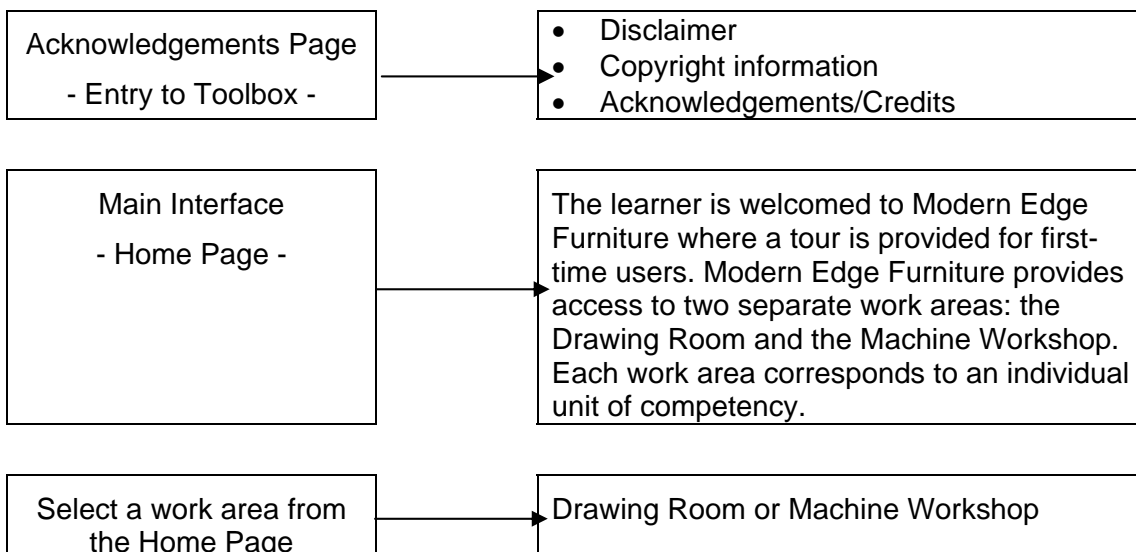 Acknowledgements Page
- Entry to Toolbox -
• Disclaimer
• Copyright information
• Acknowledgements/Credits
Main Interface
- Home Page -
The learner is welcomed to Modern Edge
Furniture where a tour is provided for first-
time users. Modern Edge Furniture provides
access to two separate work areas: the
Drawing Room and the Machine Workshop.
Each work area corresponds to an individual
unit of competency.
Select a work area from
the Home Page
Drawing Room or Machine Workshop